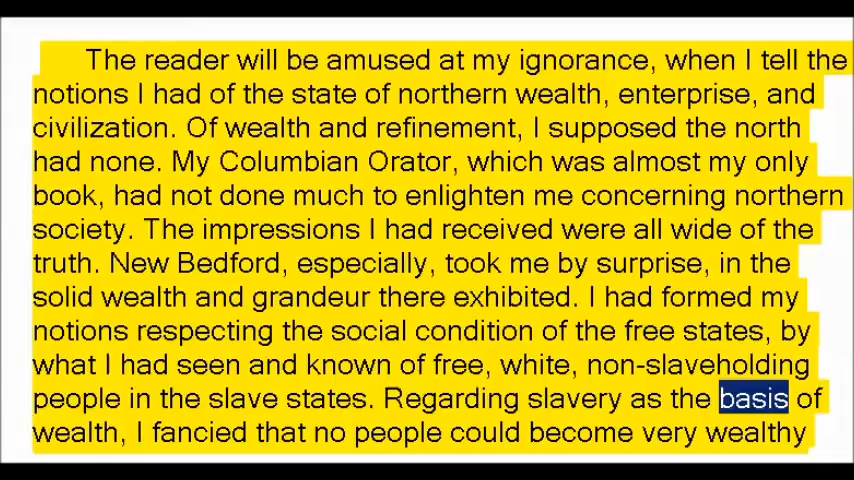 The reader will be amused at my ignorance, when I tell the
notions I had of the state of northern wealth, enterprise, and
civilization. Of wealth and refinement, I supposed the north
had none. My Columbian Orator, which was almost my only
book, had not done much to enlighten me concerning northern
society. The impressions I had received were all wide of the
truth. New Bedford, especially, took me by surprise, in the
solid wealth and grandeur there exhibited. I had formed my
notions respecting the social condition of the free states, by
what I had seen and known of free, white, non-slaveholding
people in the slave states. Regarding slavery as the basis of
wealth, I fancied that no people could become very wealthy